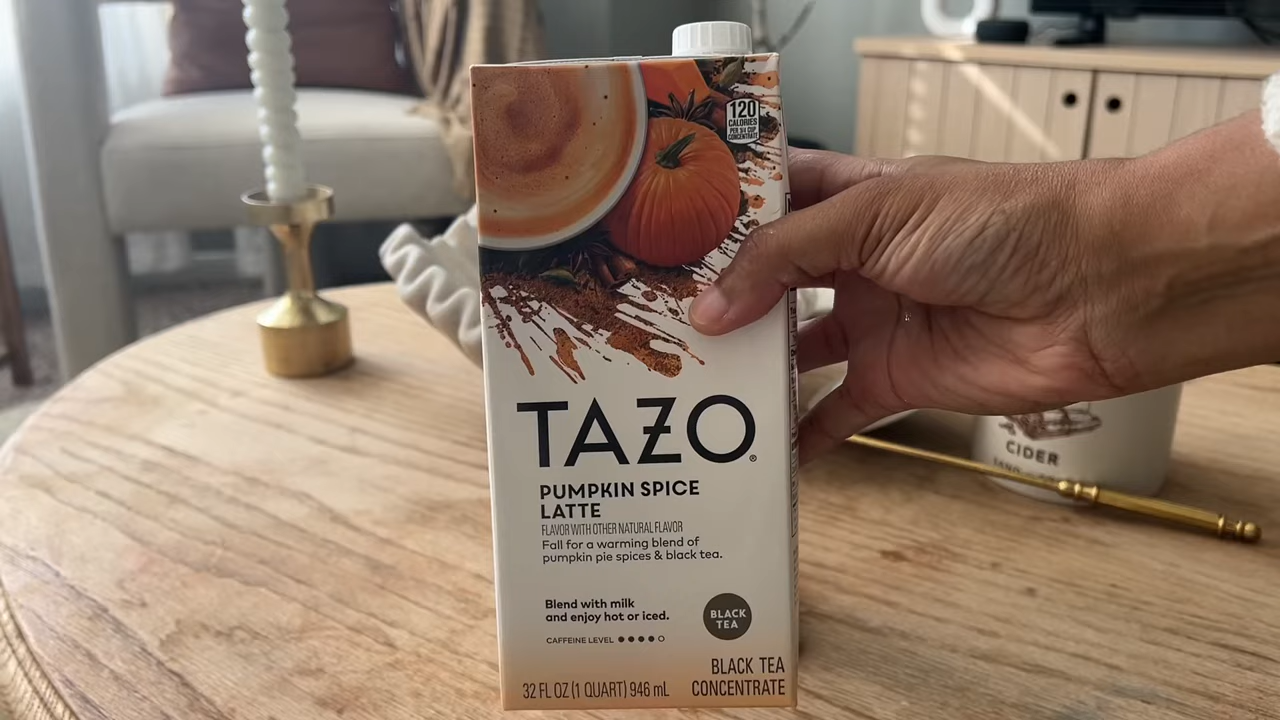 120
CALORIES
PER 3/4 CUP
CONCENTRATE
TAZO®
PUMPKIN SPICE
LATTE
FLAVOR WITH OTHER NATURAL FLAVOR
Fall for a warming blend of
pumpkin pie spices & black tea.
Blend with milk
and enjoy hot or iced.
BLACK
TEA
CAFFEINE LEVEL
BLACK TEA
CONCENTRATE
32 FL OZ (1 QUART) 946 mL
CIDER